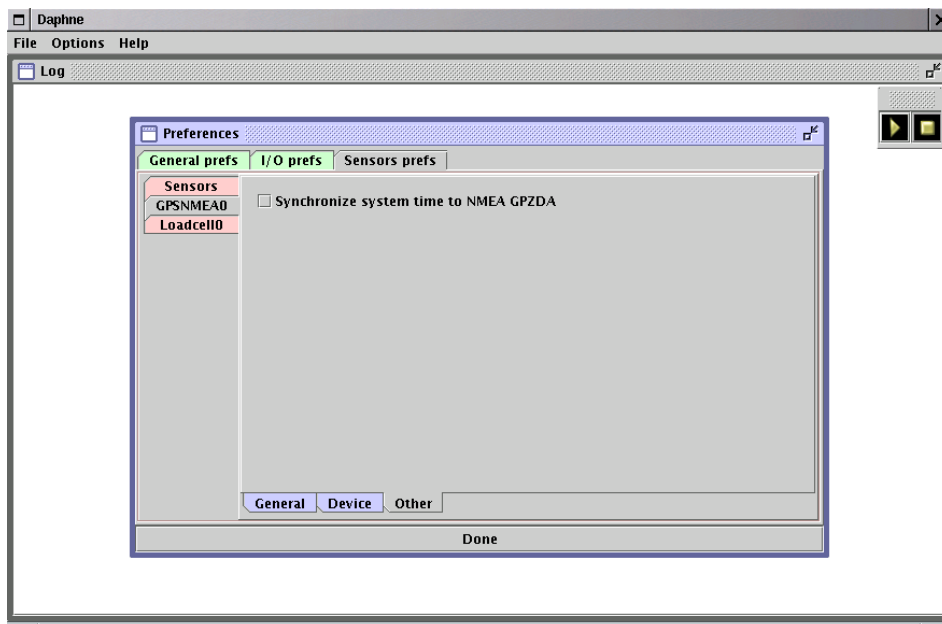 Daphne
File Options Help
Log
Preferences
General prefs I/O prefs Sensors prefs
Sensors
GPSNMEA0
Loadcell0
Synchronize system time to NMEA GPZDA
General Device Other
Done